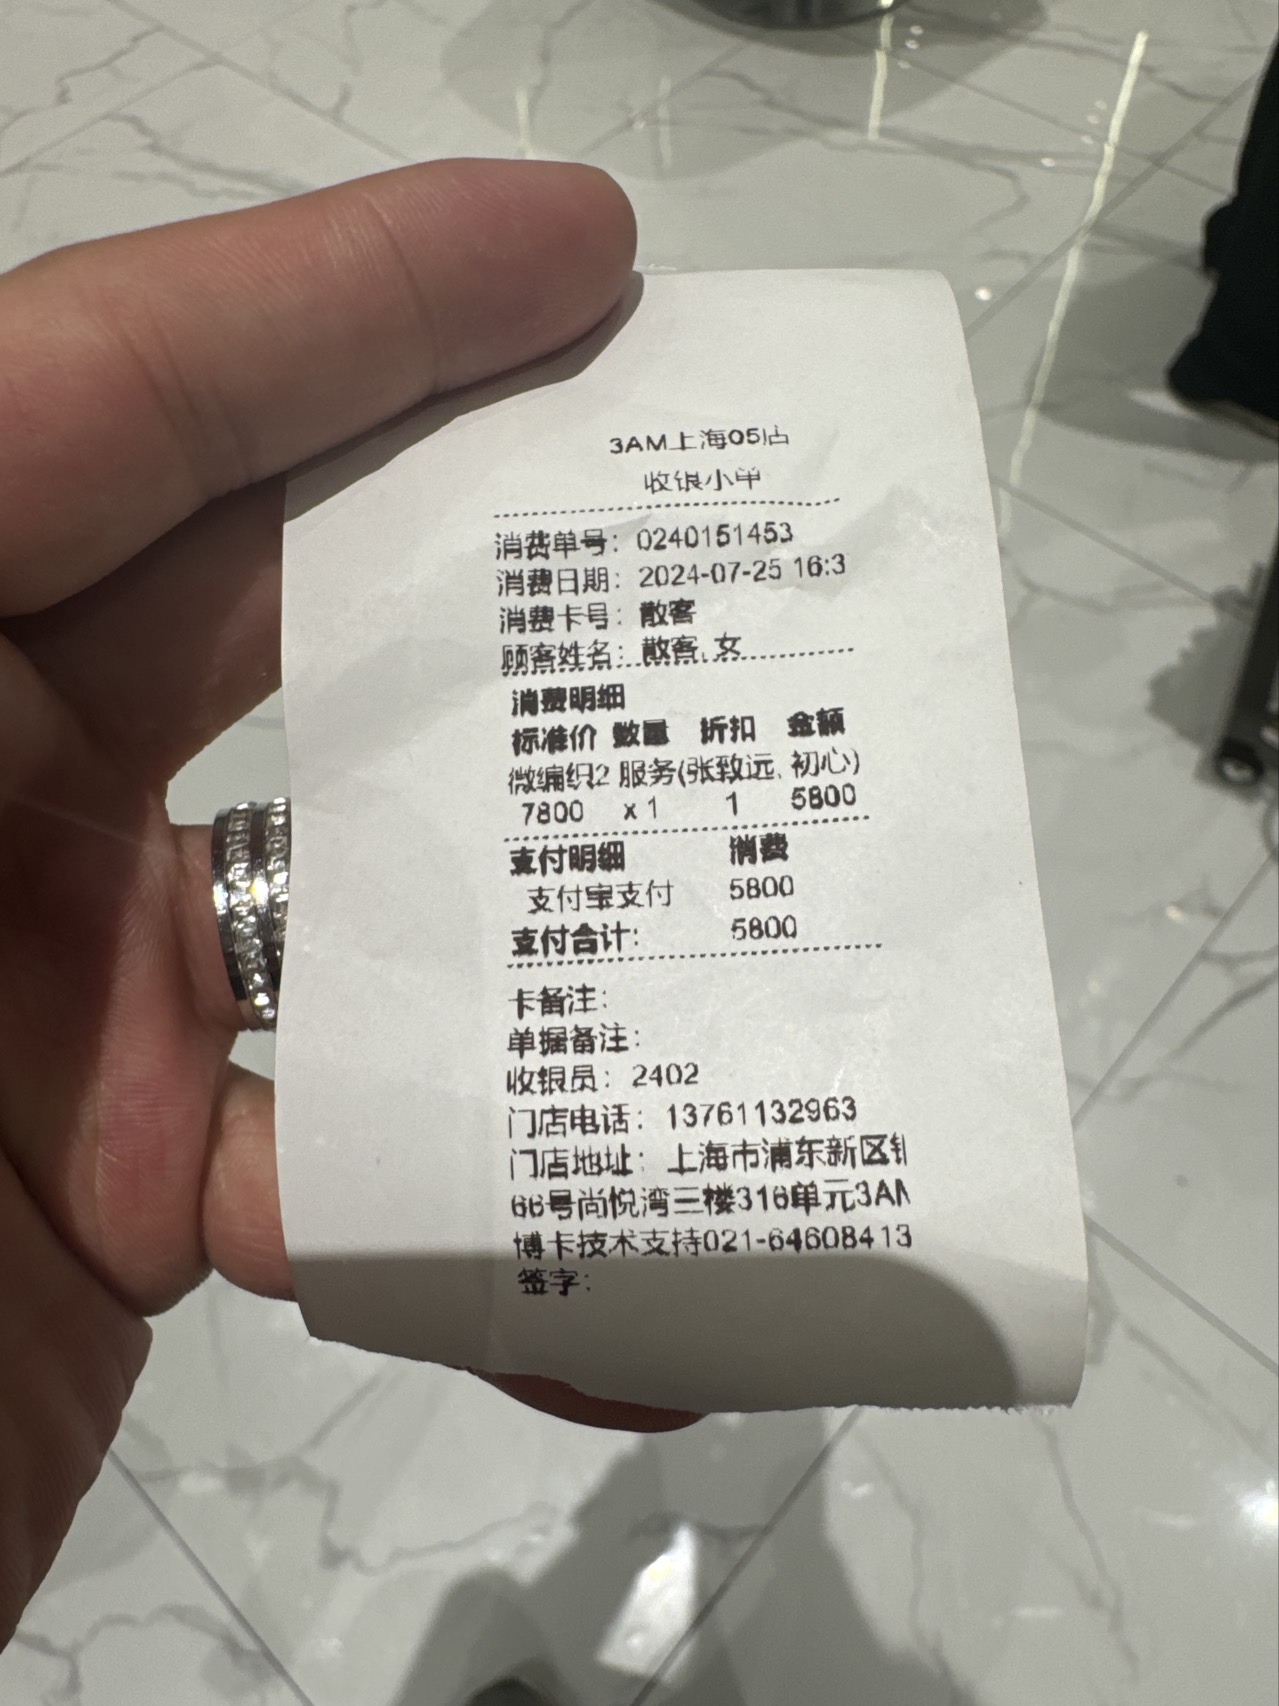 3AM上海05店
收银小单
消费单号：0240151453
消费日期：2024-07-25 16:3
消费卡号：散客
顾客姓名：散客, 女
消费明细
标准价 数量 折扣 金额
微编织2 服务(张致远, 初心)
7800 x 1 1 5800
支付明细 消费
支付宝支付 5800
支付合计: 5800
卡备注:
单据备注:
收银员: 2402
门店电话: 13761132963
门店地址: 上海市浦东新区
66号尚悦湾三楼316单元3AM
博卡技术支持021-64608413
签字: